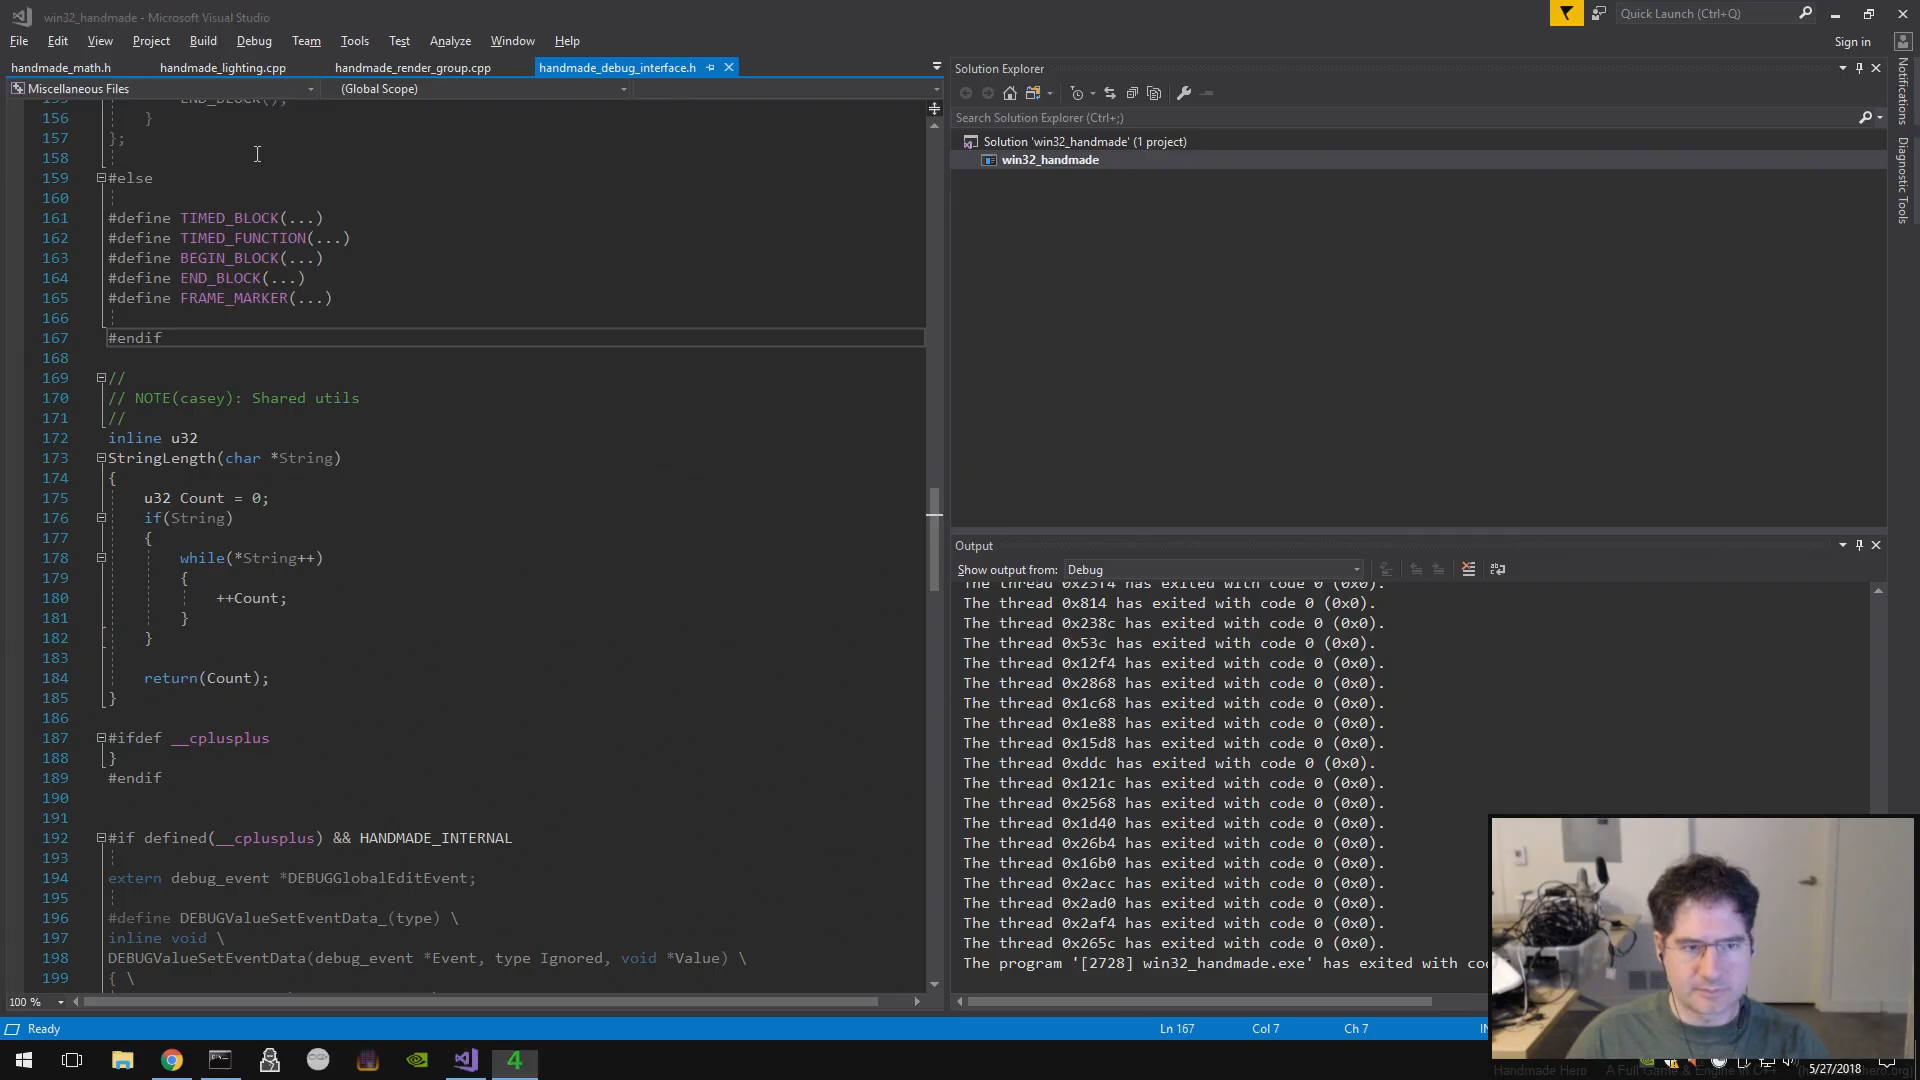 win32_handmade - Microsoft Visual Studio
Quick Launch (Ctrl+Q)
File Edit View Project Build Debug Team Tools Test Analyze Window Help
Sign in
handmade_math.h handmade_lighting.cpp handmade_render_group.cpp handmade_debug_interface.h
Miscellaneous Files (Global Scope)
155 END_BLOCK();
156 }
157 };
158
159 #else
160
161 #define TIMED_BLOCK(...)
162 #define TIMED_FUNCTION(...)
163 #define BEGIN_BLOCK(...)
164 #define END_BLOCK(...)
165 #define FRAME_MARKER(...)
166
167 #endif
168
169 //
170 // NOTE(casey): Shared utils
171 //
172 inline u32
173 StringLength(char *String)
174 {
175 u32 Count = 0;
176 if(String)
177 {
178 while(*String++)
179 {
180 ++Count;
181 }
182 }
183
184 return(Count);
185 }
186
187 #ifdef __cplusplus
188 }
189 #endif
190
191
192 #if defined(__cplusplus) && HANDMADE_INTERNAL
193
194 extern debug_event *DEBUGGlobalEditEvent;
195
196 #define DEBUGValueSetEventData_(type) \
197 inline void \
198 DEBUGValueSetEventData(debug_event *Event, type Ignored, void *Value) \
199 { \
100 %
Solution Explorer
Search Solution Explorer (Ctrl+;)
Solution 'win32_handmade' (1 project)
win32_handmade
Notifications
Diagnostic Tools
Output
Show output from: Debug
The thread 0x23f4 has exited with code 0 (0x0).
The thread 0x814 has exited with code 0 (0x0).
The thread 0x238c has exited with code 0 (0x0).
The thread 0x53c has exited with code 0 (0x0).
The thread 0x12f4 has exited with code 0 (0x0).
The thread 0x2868 has exited with code 0 (0x0).
The thread 0x1c68 has exited with code 0 (0x0).
The thread 0x1e88 has exited with code 0 (0x0).
The thread 0x15d8 has exited with code 0 (0x0).
The thread 0xddc has exited with code 0 (0x0).
The thread 0x121c has exited with code 0 (0x0).
The thread 0x2568 has exited with code 0 (0x0).
The thread 0x1d40 has exited with code 0 (0x0).
The thread 0x26b4 has exited with code 0 (0x0).
The thread 0x16b0 has exited with code 0 (0x0).
The thread 0x2acc has exited with code 0 (0x0).
The thread 0x2ad0 has exited with code 0 (0x0).
The thread 0x2af4 has exited with code 0 (0x0).
The thread 0x265c has exited with code 0 (0x0).
The program '[2728] win32_handmade.exe' has exited with
Ready Ln 167 Col 7 Ch 7
4
5/27/2018
Handmade Hero A Full Game & Engine in C++